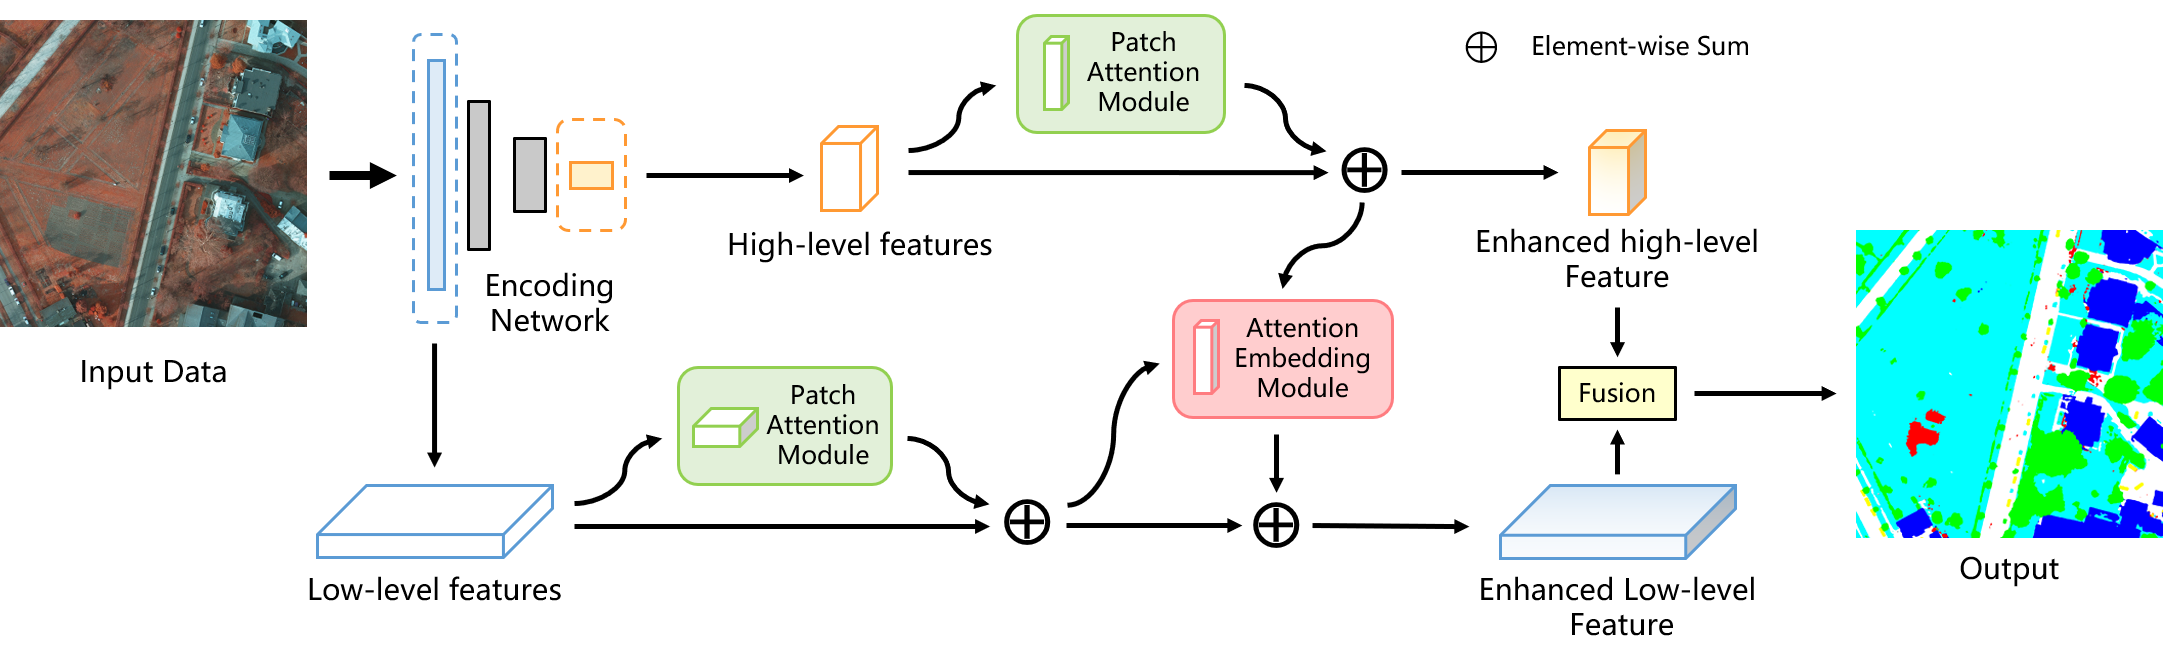 Patch
Attention
Module
Element-wise Sum
High-level features
Enhanced high-level
Feature
Encoding
Network
Input Data
Attention
Embedding
Module
Patch
Attention
Module
Fusion
Low-level features
Enhanced Low-level
Feature
Output